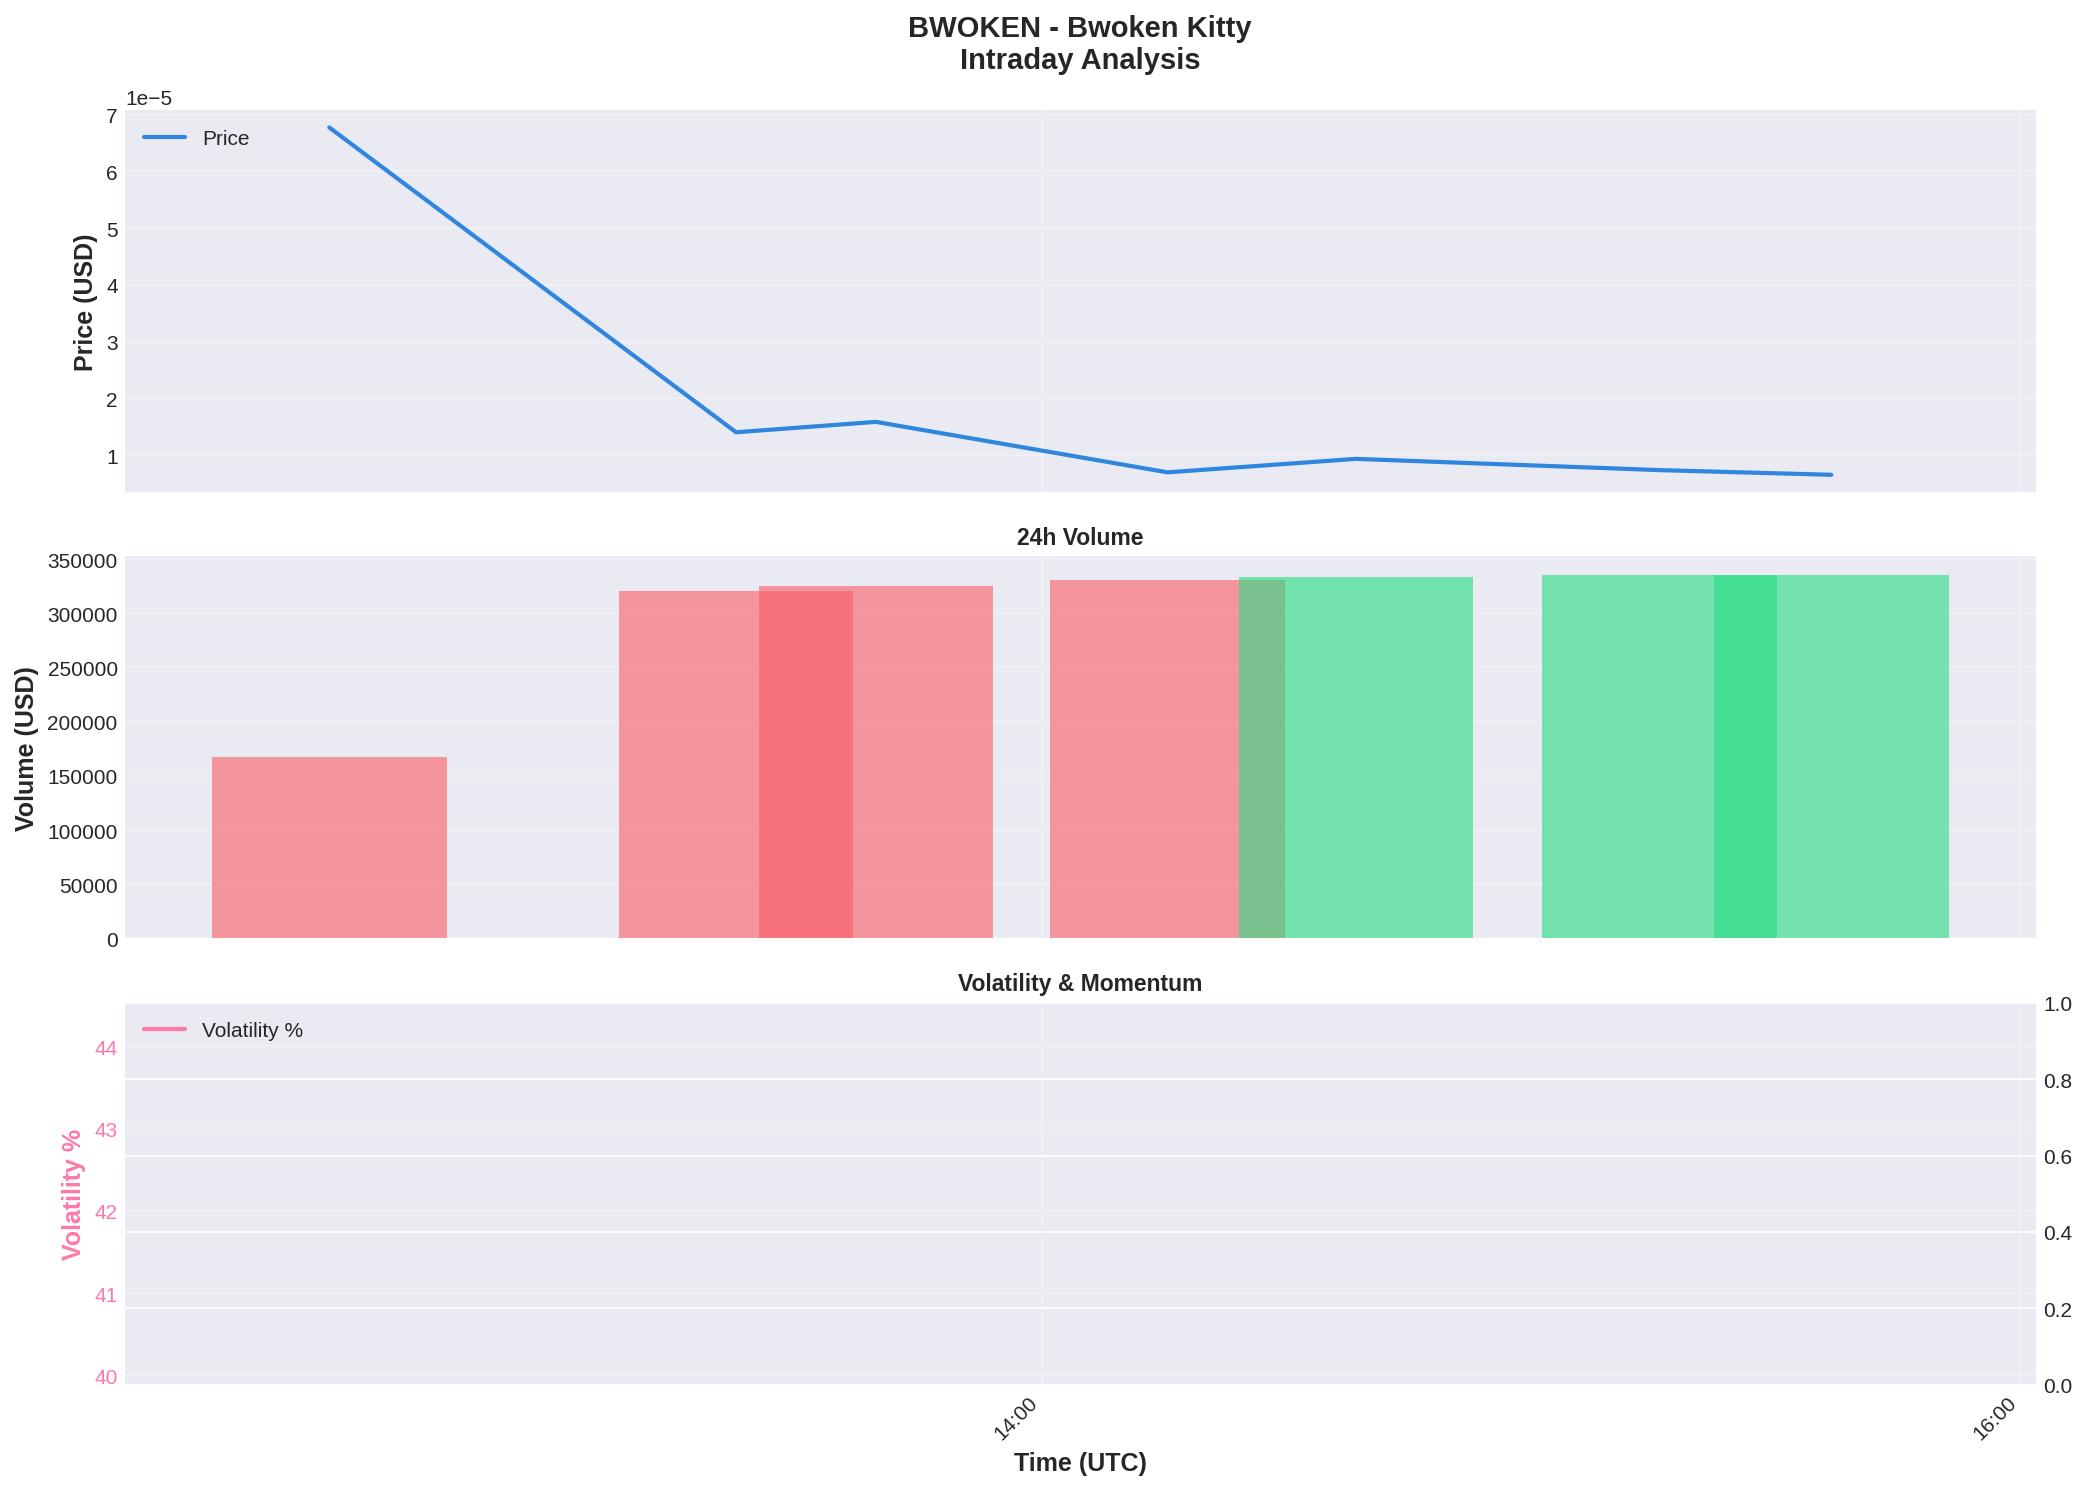 BWOKEN - Bwoken Kitty
Intraday Analysis
1e−5
7
6
5
4
3
2
1
Price (USD)
Price
24h Volume
350000
300000
250000
200000
150000
100000
50000
0
Volume (USD)
Volatility & Momentum
Volatility %
44
43
42
41
40
Volatility %
1.0
0.8
0.6
0.4
0.2
0.0
14:00
16:00
Time (UTC)